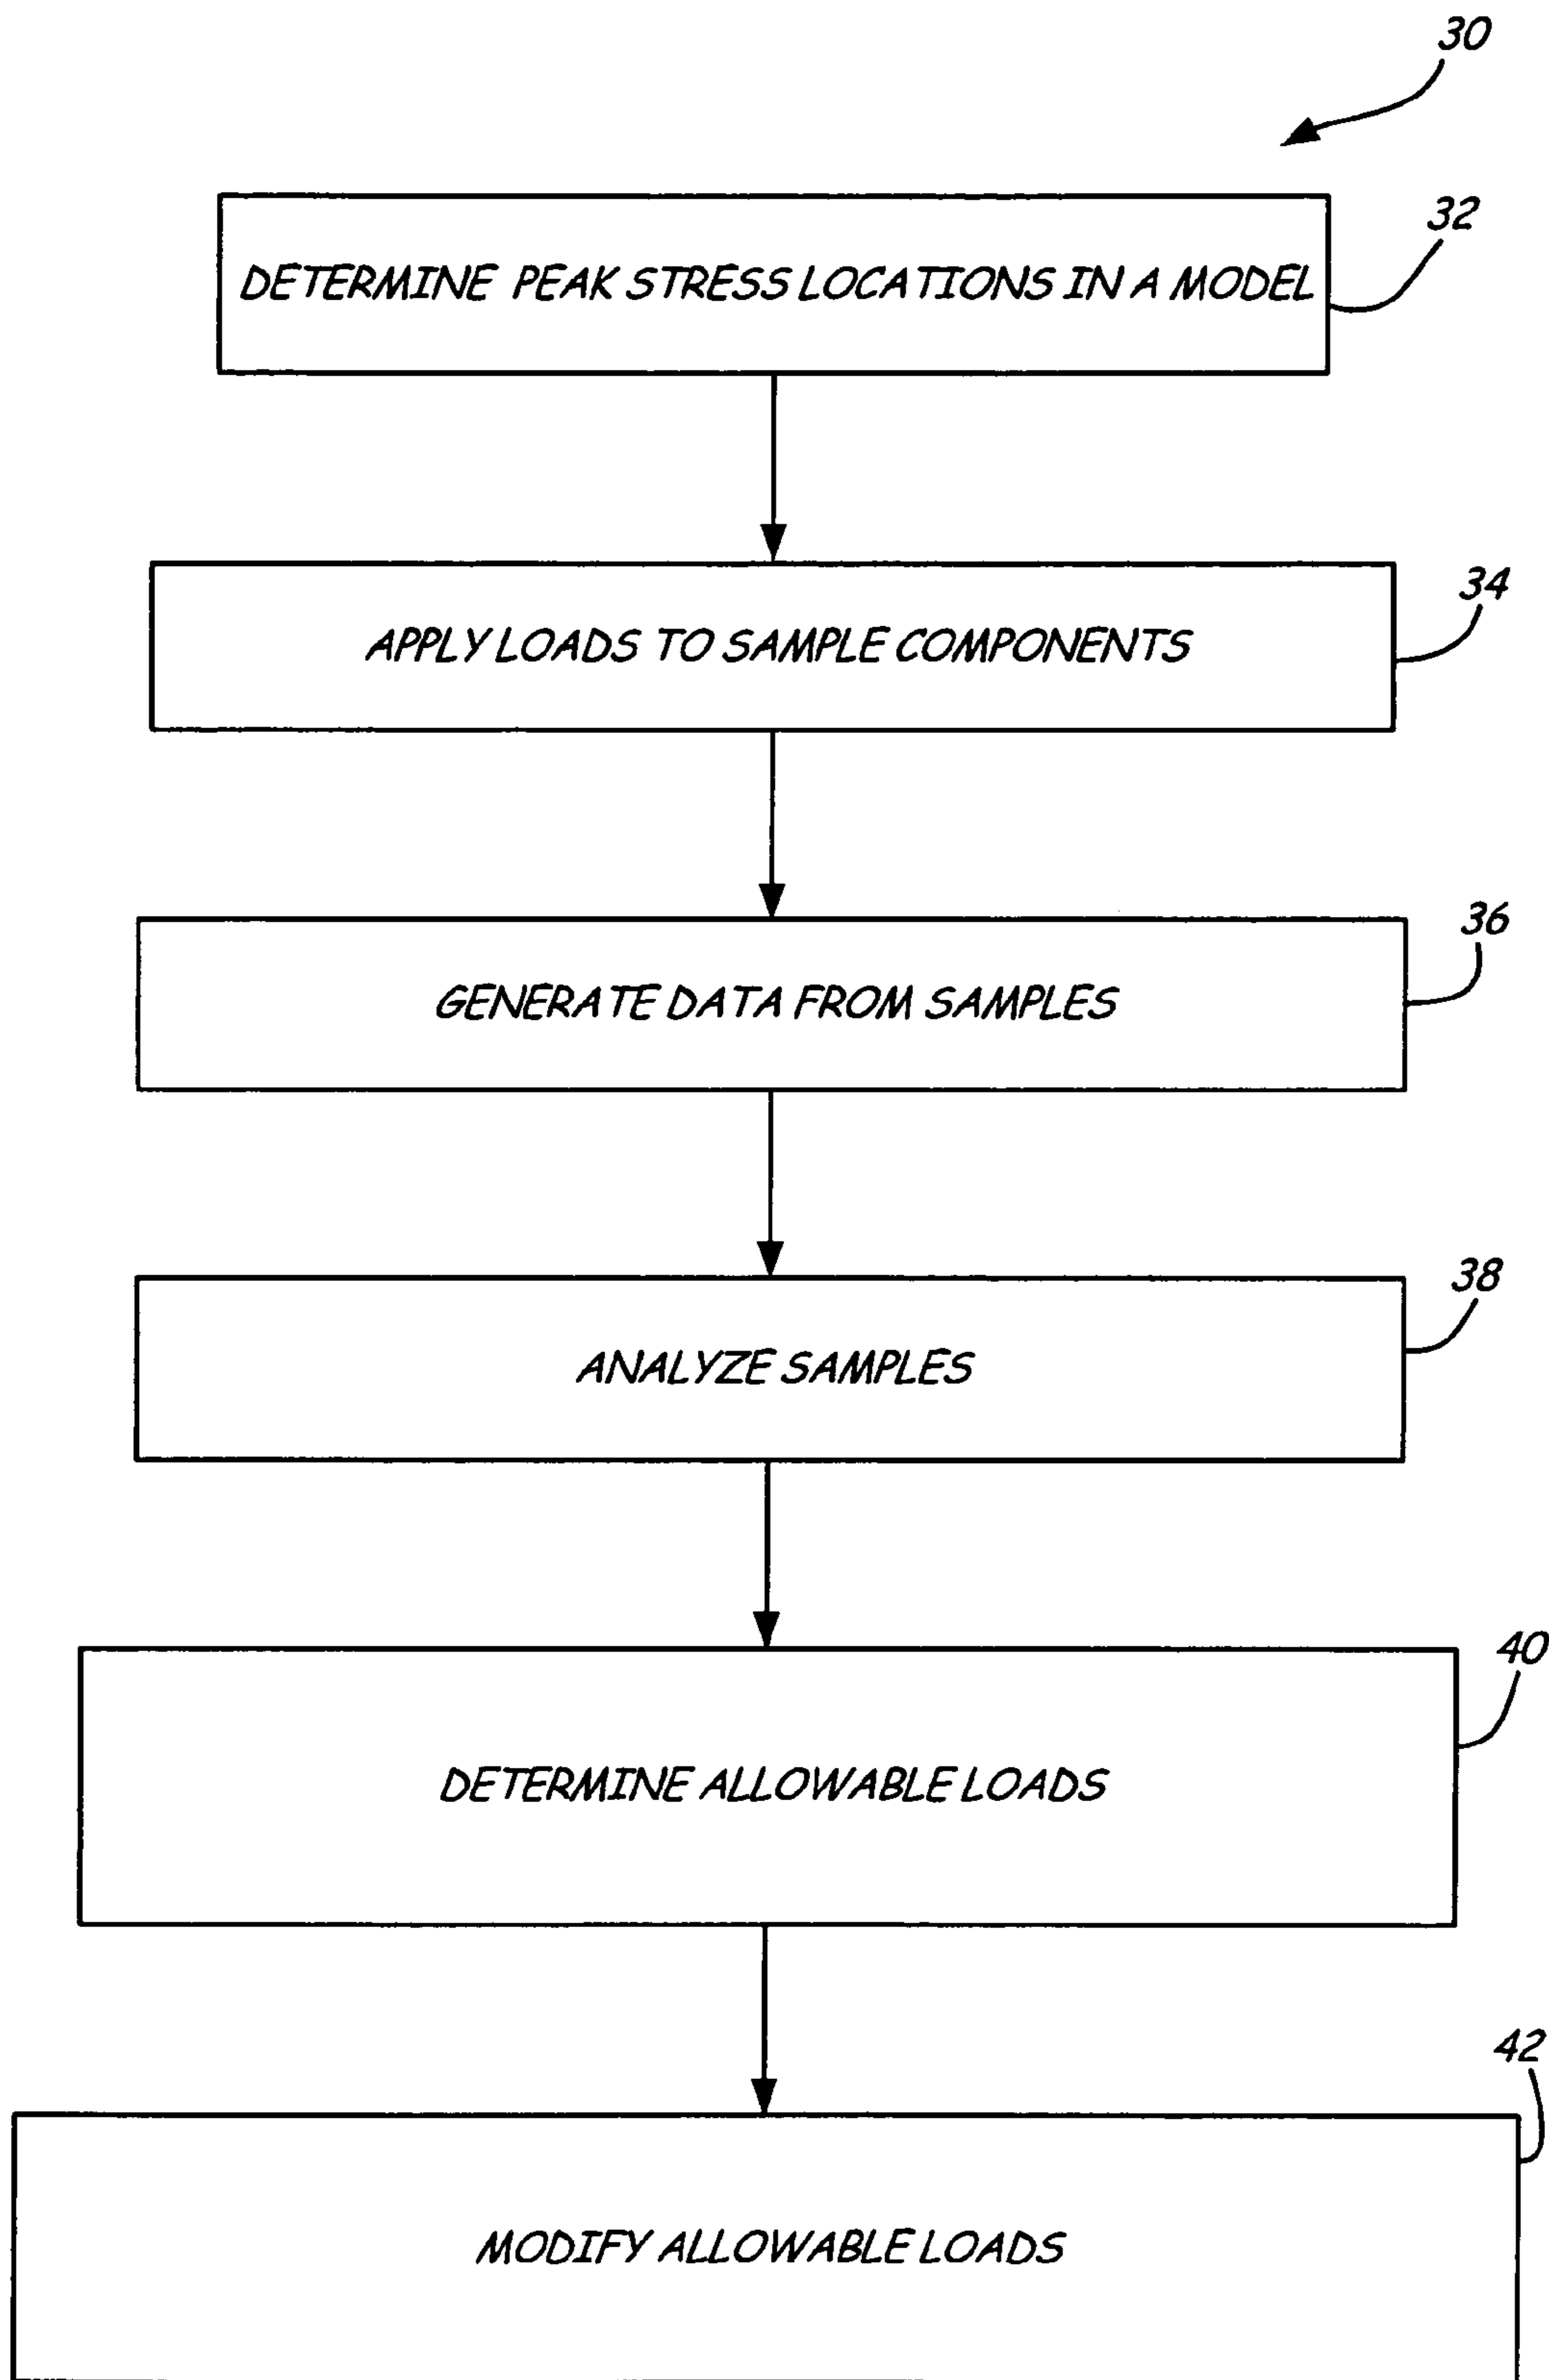 30
32
DETERMINE PEAK STRESS LOCATIONS IN A MODEL
34
APPLY LOADS TO SAMPLE COMPONENTS
36
GENERATE DATA FROM SAMPLES
38
ANALYZE SAMPLES
40
DETERMINE ALLOWABLE LOADS
42
MODIFY ALLOWABLE LOADS